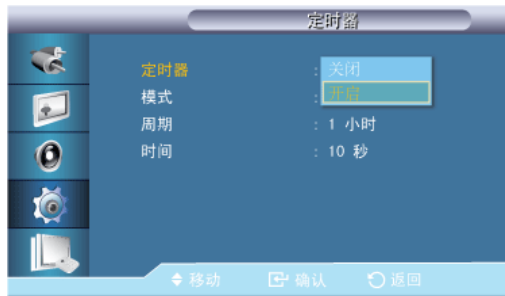 定时器
定时器 : 关闭
模式 : 开启
周期 : 1 小时
时间 : 10 秒
移动 确认 返回